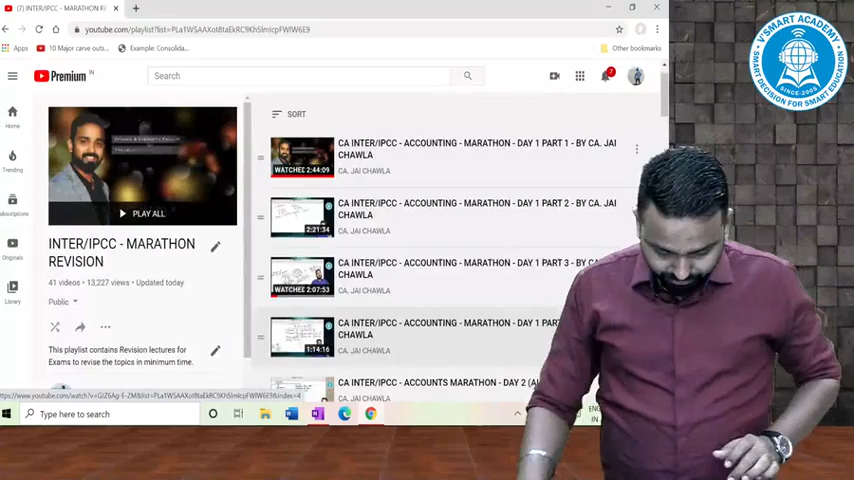 (7) INTER/IPCC - MARATHON RE
youtube.com/playlist?list=PLa1WSAAXot8taEkRC9Kh5lmIcpFWlW6E9
Apps
10 Major carve outs...
Example: Consolida...
Other bookmarks
Premium IN
Search
7
Home
Trending
Subscriptions
Originals
Library
PLAY ALL
INTER/IPCC - MARATHON
REVISION
41 videos • 13,227 views • Updated today
Public
This playlist contains Revision lectures for
Exams to revise the topics in minimum time.
SORT
WATCHED 2:44:09
CA INTER/IPCC - ACCOUNTING - MARATHON - DAY 1 PART 1 - BY CA. JAI
CHAWLA
CA. JAI CHAWLA
2:21:34
CA INTER/IPCC - ACCOUNTING - MARATHON - DAY 1 PART 2 - BY CA. JAI
CHAWLA
CA. JAI CHAWLA
WATCHED 2:07:53
CA INTER/IPCC - ACCOUNTING - MARATHON - DAY 1 PART 3 - BY CA.
CHAWLA
CA. JAI CHAWLA
1:14:16
CA INTER/IPCC - ACCOUNTING - MARATHON - DAY 1 PART
CHAWLA
CA. JAI CHAWLA
CA INTER/IPCC - ACCOUNTS MARATHON - DAY 2 (A
Type here to search
ENG
IN
V'SMART ACADEMY
SMART DECISION FOR SMART EDUCATION
SINCE-2009